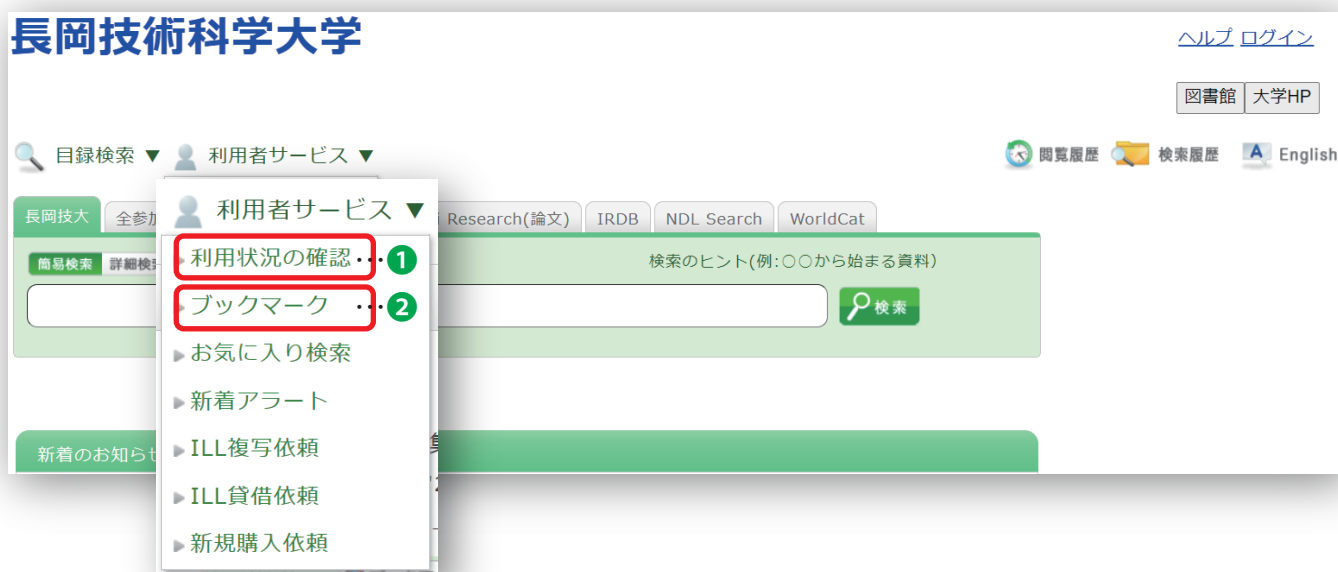 長岡技術科学大学
ヘルプ ログイン
図書館 大学HP
目録検索 ▼ 利用者サービス ▼
閲覧履歴 検索履歴 English
利用者サービス ▼
長岡技大 全参加 Research(論文) IRDB NDL Search WorldCat
利用状況の確認 … 1
簡易検索 詳細検索 検索のヒント(例:○○から始まる資料)
ブックマーク … 2
検索
お気に入り検索
新着アラート
新着のお知らせ
ILL複写依頼
ILL貸借依頼
新規購入依頼